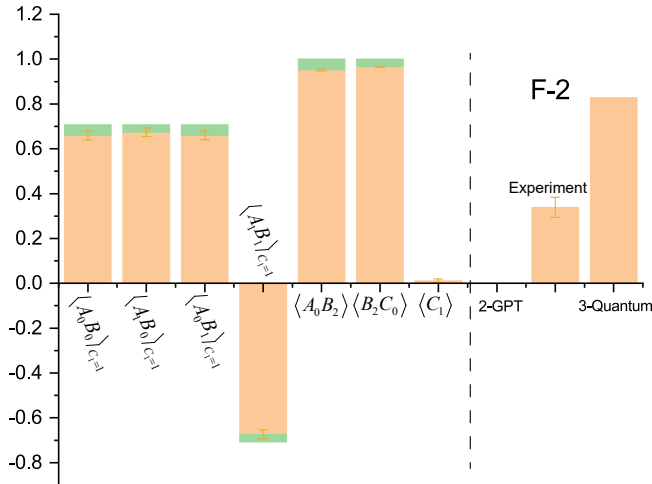 1.2
1.0
0.8
0.6
0.4
0.2
0.0
-0.2
-0.4
-0.6
-0.8
⟨A₀B₀⟩_{C₁=1}
⟨A₁B₀⟩_{C₁=1}
⟨A₀B₁⟩_{C₁=1}
⟨A₁B₁⟩_{C₁=1}
⟨A₀B₂⟩
⟨B₂C₀⟩
⟨C₁⟩
F-2
Experiment
2-GPT
3-Quantum